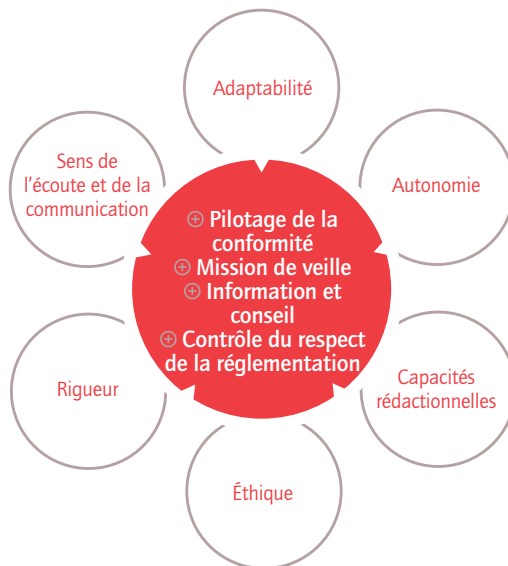 Adaptabilité
Sens de
l'écoute et de la
communication
Autonomie
⊕ Pilotage de la
conformité
⊕ Mission de veille
⊕ Information et
conseil
⊕ Contrôle du respect
de la réglementation
Rigueur
Capacités
rédactionnelles
Éthique